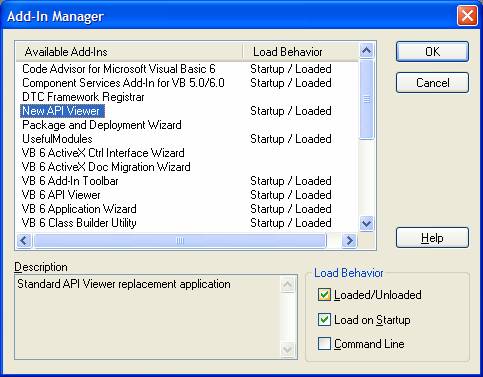 Add-In Manager
Available Add-Ins Load Behavior
Code Advisor for Microsoft Visual Basic 6 Startup / Loaded
Component Services Add-In for VB 5.0/6.0 Startup / Loaded
DTC Framework Registrar
New API Viewer Startup / Loaded
Package and Deployment Wizard
UsefulModules Startup / Loaded
VB 6 ActiveX Ctrl Interface Wizard
VB 6 ActiveX Doc Migration Wizard
VB 6 Add-In Toolbar Startup / Loaded
VB 6 API Viewer Startup / Loaded
VB 6 Application Wizard Startup / Loaded
VB 6 Class Builder Utility Startup / Loaded
OK
Cancel
Help
Description
Standard API Viewer replacement application
Load Behavior
Loaded/Unloaded
Load on Startup
Command Line